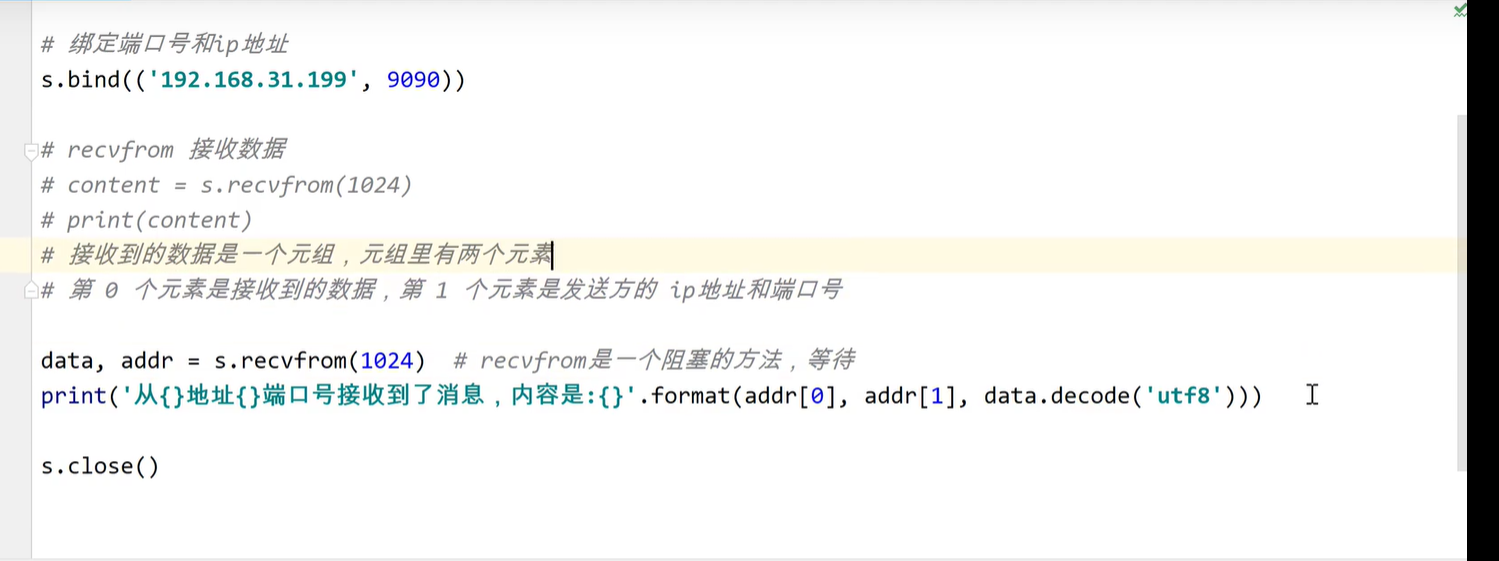 # 绑定端口号和ip地址
s.bind(('192.168.31.199', 9090))
# recvfrom 接收数据
# content = s.recvfrom(1024)
# print(content)
# 接收到的数据是一个元组，元组里有两个元素
# 第 0 个元素是接收到的数据，第 1 个元素是发送方的 ip地址和端口号
data, addr = s.recvfrom(1024)  # recvfrom是一个阻塞的方法，等待
print('从{}地址{}端口号接收到了消息，内容是:{}'.format(addr[0], addr[1], data.decode('utf8')))
s.close()